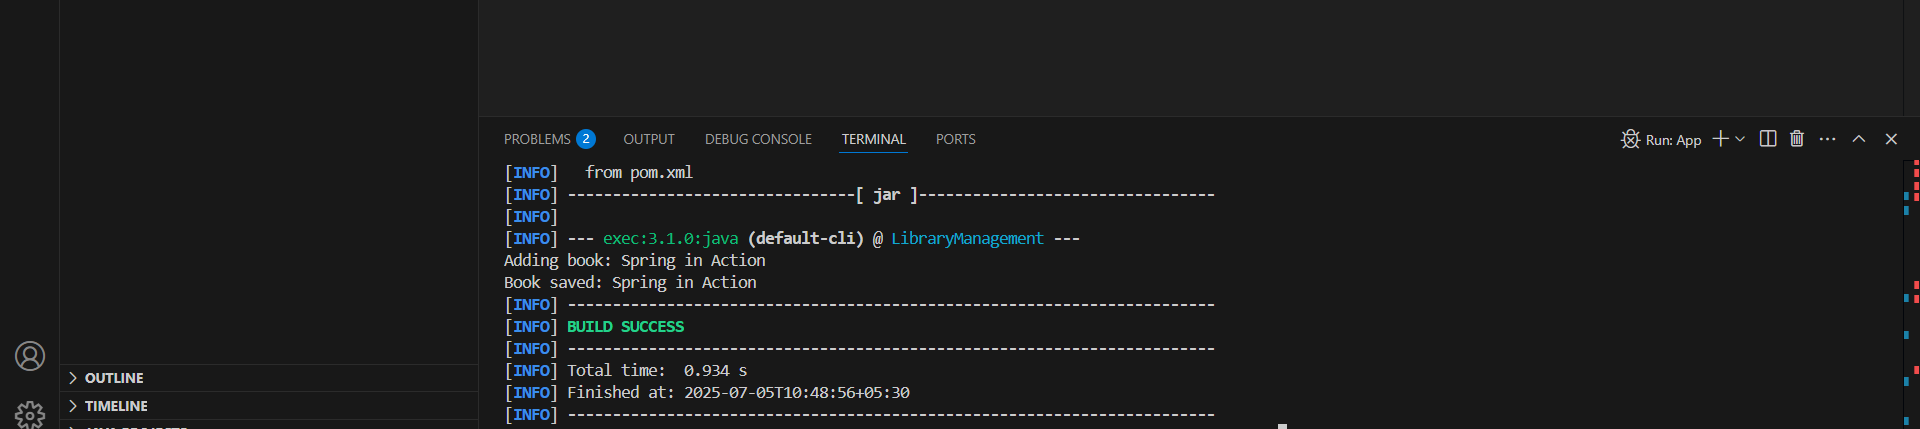 PROBLEMS 2 OUTPUT DEBUG CONSOLE TERMINAL PORTS Run: App
[INFO]   from pom.xml
[INFO] --------------------------------[ jar ]---------------------------------
[INFO]
[INFO] --- exec:3.1.0:java (default-cli) @ LibraryManagement ---
Adding book: Spring in Action
Book saved: Spring in Action
[INFO] ------------------------------------------------------------------------
[INFO] BUILD SUCCESS
[INFO] ------------------------------------------------------------------------
[INFO] Total time:  0.934 s
[INFO] Finished at: 2025-07-05T10:48:56+05:30
[INFO] ------------------------------------------------------------------------
OUTLINE
TIMELINE